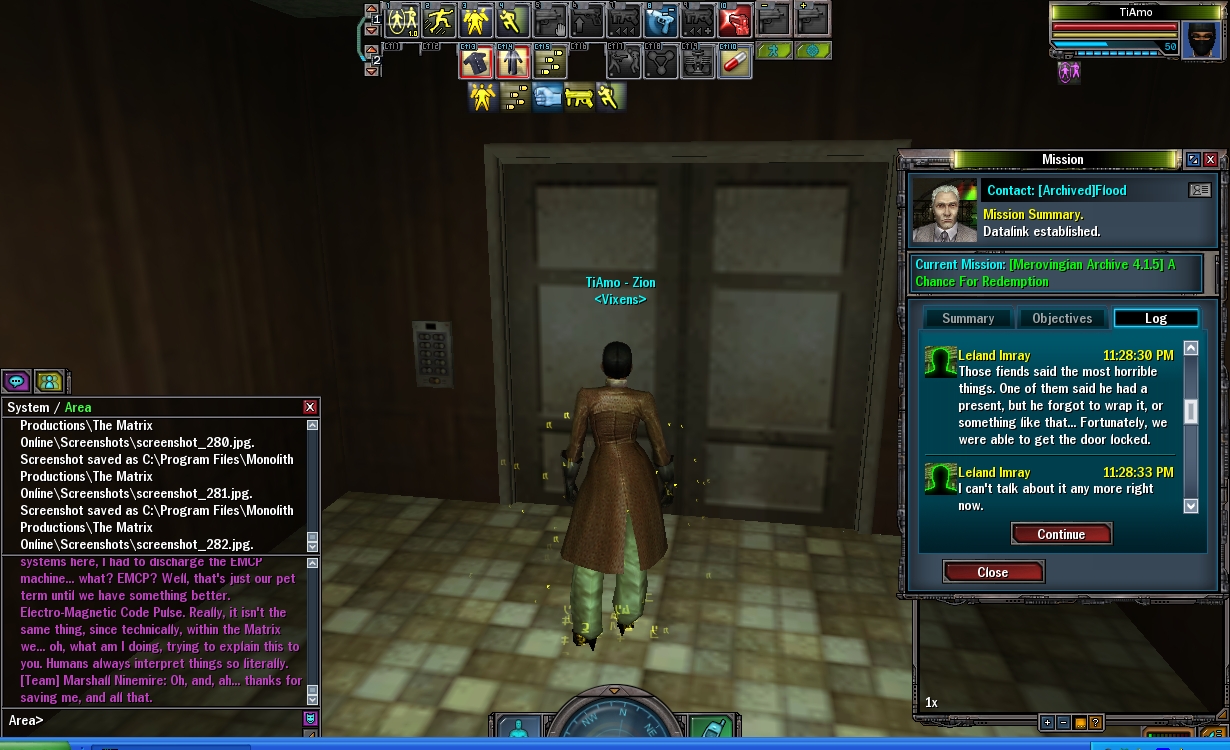 TiAmo
50
Mission
Contact: [Archived]Flood
Mission Summary.
Datalink established.
Current Mission: [Merovingian Archive 4.1.5] A
Chance For Redemption
Summary
Objectives
Log
Leland Imray 11:28:30 PM
Those fiends said the most horrible
things. One of them said he had a
present, but he forgot to wrap it, or
something like that... Fortunately, we
were able to get the door locked.
Leland Imray 11:28:33 PM
I can't talk about it any more right
now.
Continue
Close
1x
TiAmo - Zion
<Vixens>
System / Area
Productions\The Matrix
Online\Screenshots\screenshot_280.jpg.
Screenshot saved as C:\Program Files\Monolith
Productions\The Matrix
Online\Screenshots\screenshot_281.jpg.
Screenshot saved as C:\Program Files\Monolith
Productions\The Matrix
Online\Screenshots\screenshot_282.jpg.
systems here, I had to discharge the EMCP
machine... what? EMCP? Well, that's just our pet
term until we have something better.
Electro-Magnetic Code Pulse. Really, it isn't the
same thing, since technically, within the Matrix
we... oh, what am I doing, trying to explain this to
you. Humans always interpret things so literally.
[Team] Marshall Ninemire: Oh, and, ah... thanks for
saving me, and all that.
Area>
NW N NE